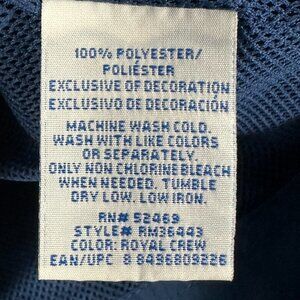 100% POLYESTER/
POLIÉSTER
EXCLUSIVE OF DECORATION
EXCLUSIVO DE DECORACIÓN
MACHINE WASH COLD.
WASH WITH LIKE COLORS
OR SEPARATELY.
ONLY NON CHLORINE BLEACH
WHEN NEEDED. TUMBLE
DRY LOW. LOW IRON.
RN# 52469
STYLE# RM36443
COLOR: ROYAL CREW
EAN/UPC 8 8436809226